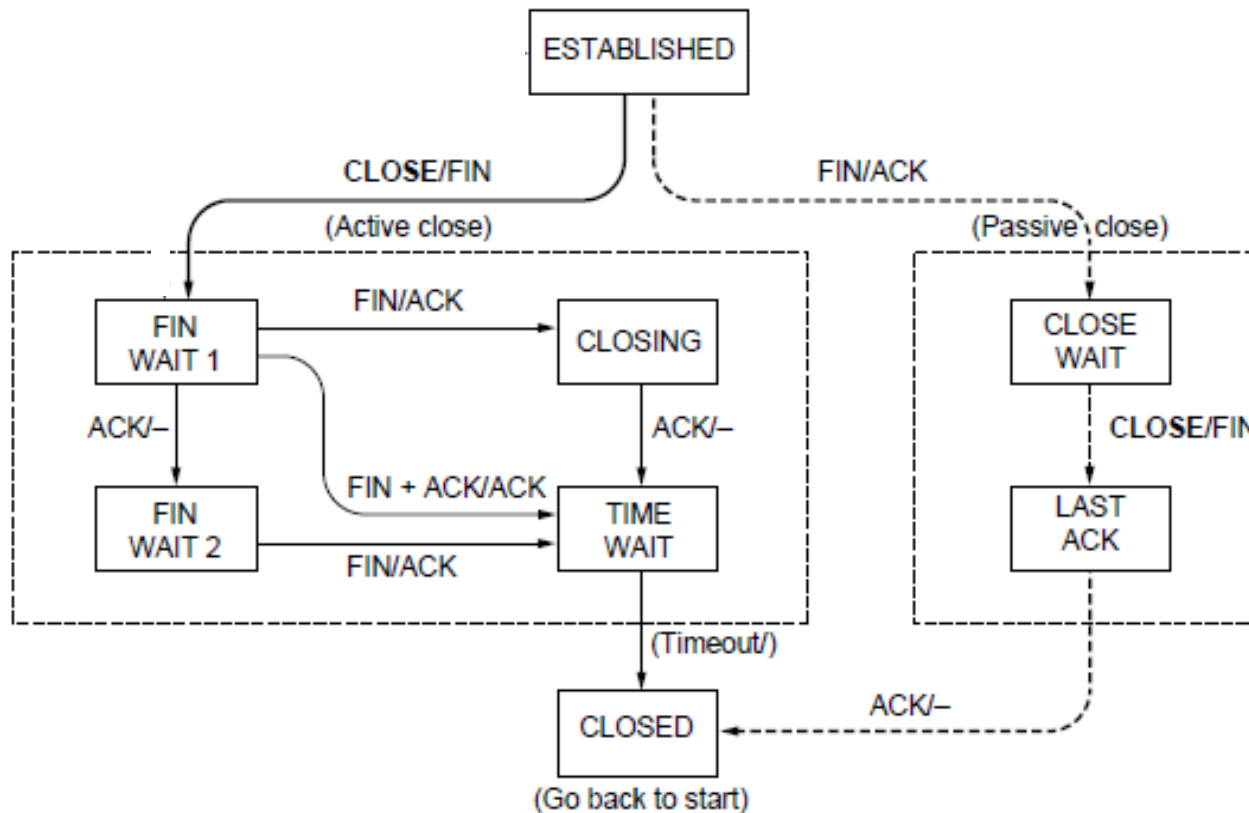 ESTABLISHED
CLOSE/FIN
FIN/ACK
(Active close)
(Passive close)
FIN
WAIT 1
FIN/ACK
CLOSING
CLOSE
WAIT
ACK/–
ACK/–
CLOSE/FIN
FIN + ACK/ACK
FIN
WAIT 2
FIN/ACK
TIME
WAIT
LAST
ACK
(Timeout/)
CLOSED
ACK/–
(Go back to start)